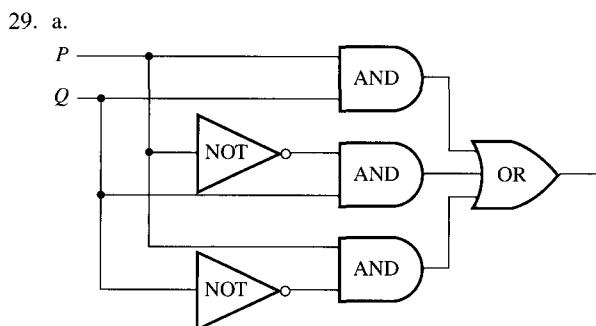 29. a.
P
AND
Q
NOT
AND
OR
AND
NOT